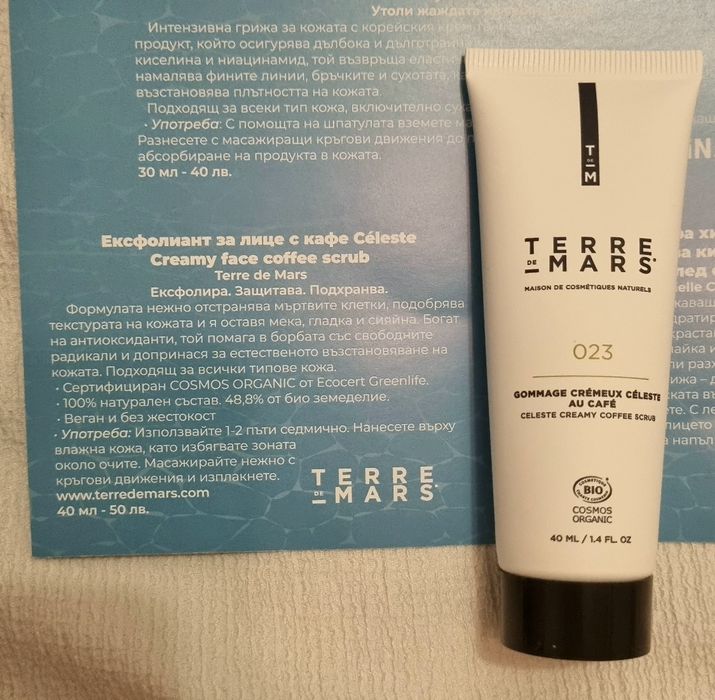 Утоли жаждата
Интензивна грижа за кожата с корейския
продукт, който осигурява дълбока и
киселина и ниацинамид, той възвръща
намалява фините линии, бръчките и сухотата,
възстановява плътността на кожата.
Подходящ за всеки тип кожа, включително
• Употреба: С помощта на шпатулата вземете
Разнесете с масажиращи кръгови движения до
абсорбиране на продукта в кожата.
30 мл - 40 лв.
Ексфолиант за лице с кафе Céleste
Creamy face coffee scrub
Terre de Mars
Ексфолира. Защитава. Подхранва.
Формулата нежно отстранява мъртвите клетки, подобрява
текстурата на кожата и я оставя мека, гладка и сияйна. Богат
на антиоксиданти, той помага в борбата със свободните
радикали и допринася за естественото възстановяване на
кожата. Подходящ за всички типове кожа.
• Сертифициран COSMOS ORGANIC от Ecocert Greenlife.
• 100% натурален състав. 48,8% от био земеделие.
• Веган и без жестокост
• Употреба: Използвайте 1-2 пъти седмично. Нанесете върху
влажна кожа, като избягвате зоната
около очите. Масажирайте нежно с
кръгови движения и изплакнете.
www.terredemars.com
40 мл - 50 лв.
TERRE
DE MARS
T
DE
M
TERRE
DE MARS
MAISON DE COSMÉTIQUES NATURELS
023
GOMMAGE CRÉMEUX CÉLESTE
AU CAFÉ
CELESTE CREAMY COFFEE SCRUB
COSMÉTIQUE
BIO
COSMOS
ORGANIC
40 ML / 1.4 FL. OZ